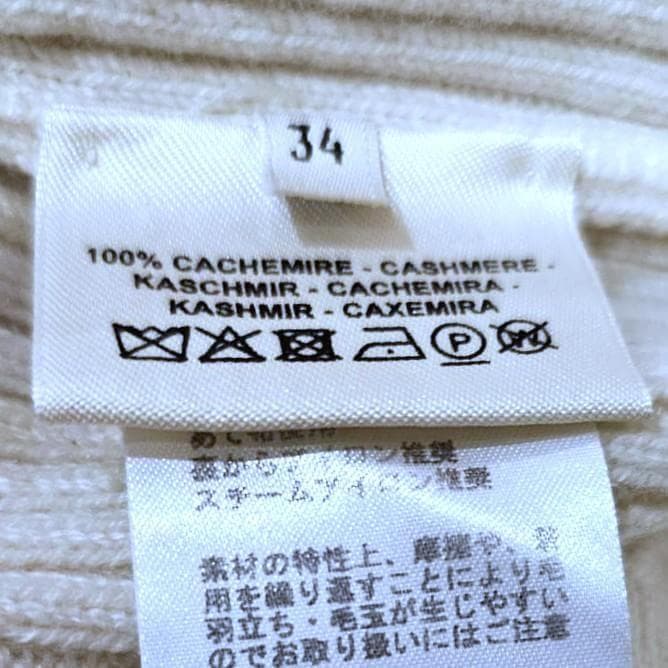 34
100% CACHEMIRE - CASHMERE -
KASCHMIR - CACHEMIRA -
KASHMIR - CAXEMIRA
P
W
スチームアイロン推奨
素材の特性上、摩擦や、着
用を繰り返すことにより毛
羽立ち・毛玉が生じやすい
のでお取り扱いにはご注意